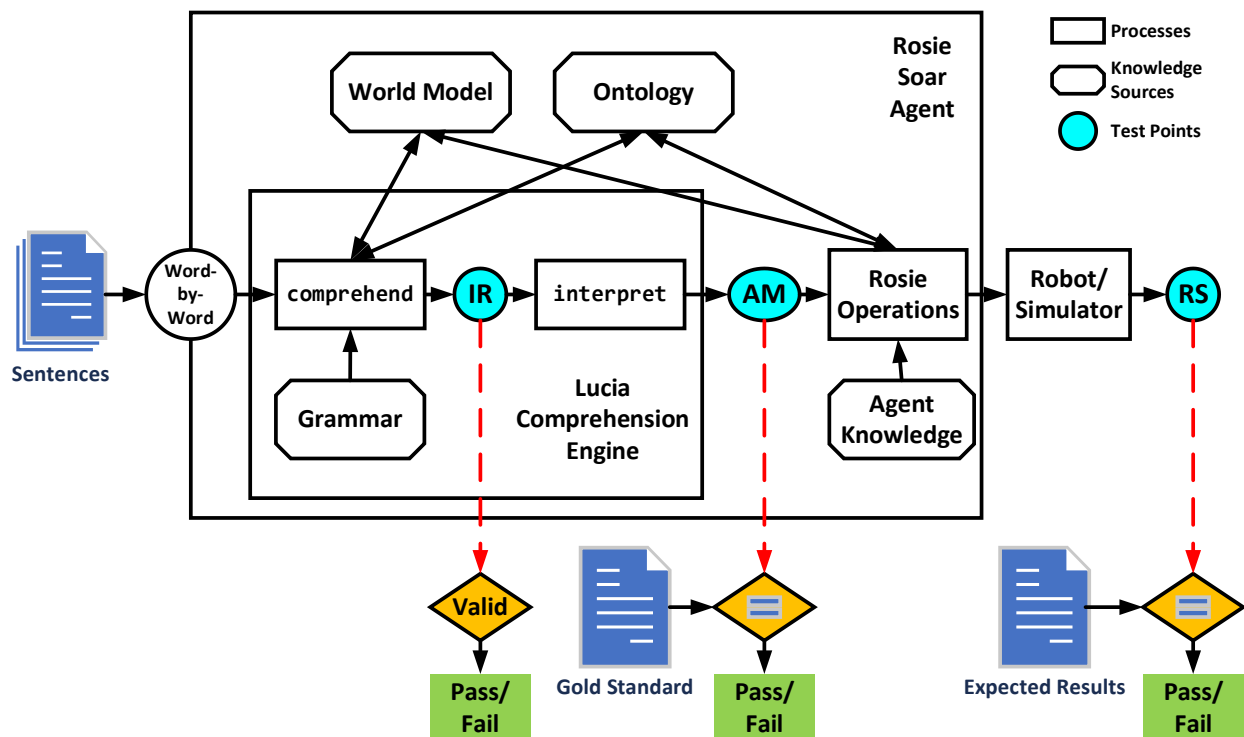 Rosie
Soar
Agent
Processes
Knowledge
Sources
Test Points
World Model
Ontology
Word-
by-
Word
comprehend
IR
interpret
AM
Rosie
Operations
Robot/
Simulator
RS
Sentences
Grammar
Lucia
Comprehension
Engine
Agent
Knowledge
Valid
=
=
Pass/
Fail
Gold Standard
Pass/
Fail
Expected Results
Pass/
Fail